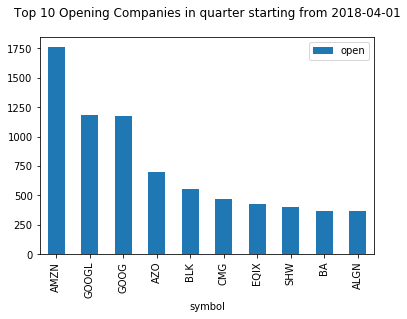 Top 10 Opening Companies in quarter starting from 2018-04-01
open
1750
1500
1250
1000
750
500
250
0
AMZN
GOOGL
GOOG
AZO
BLK
CMG
EQIX
SHW
BA
ALGN
symbol